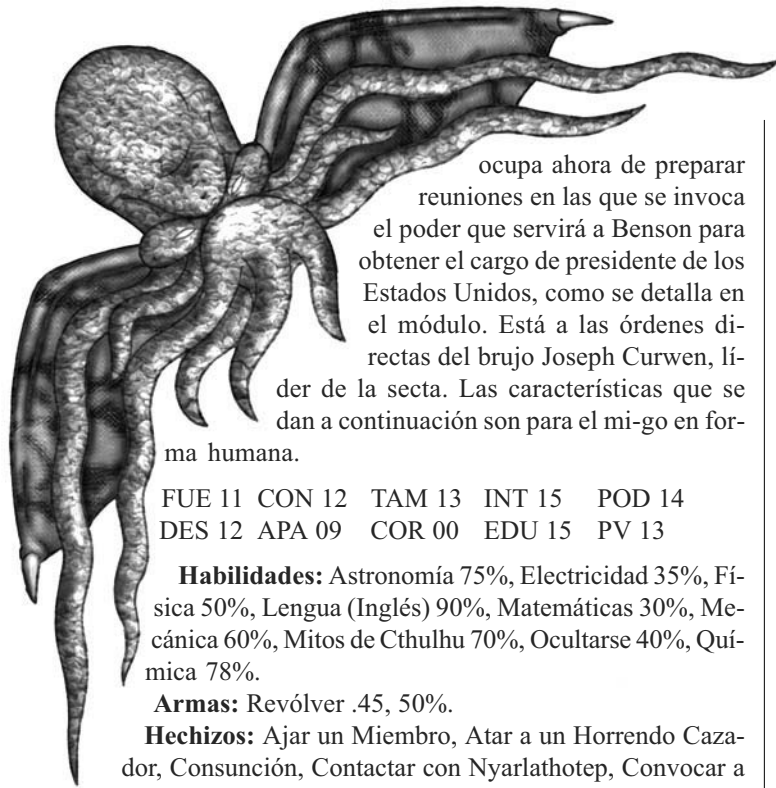 ocupa ahora de preparar
reuniones en las que se invoca
el poder que servirá a Benson para
obtener el cargo de presidente de los
Estados Unidos, como se detalla en
el módulo. Está a las órdenes di-
rectas del brujo Joseph Curwen, lí-
der de la secta. Las características que se
dan a continuación son para el mi-go en for-
ma humana.
FUE 11 CON 12 TAM 13 INT 15 POD 14
DES 12 APA 09 COR 00 EDU 15 PV 13
Habilidades: Astronomía 75%, Electricidad 35%, Fí-
sica 50%, Lengua (Inglés) 90%, Matemáticas 30%, Me-
cánica 60%, Mitos de Cthulhu 70%, Ocultarse 40%, Quí-
mica 78%.
Armas: Revólver .45, 50%.
Hechizos: Ajar un Miembro, Atar a un Horrendo Caza-
dor, Consunción, Contactar con Nyarlathotep, Convocar a